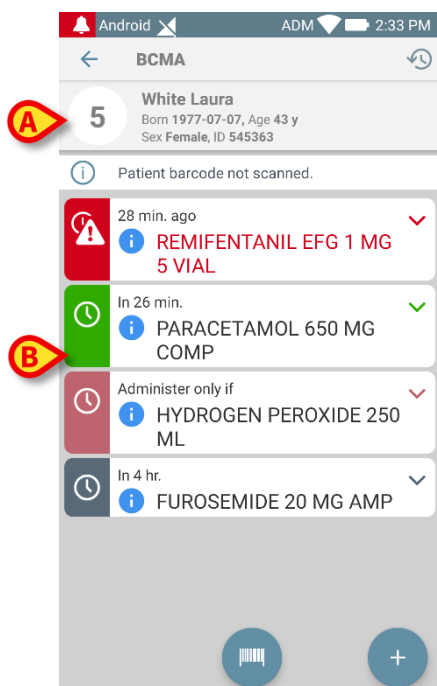 Android ADM 2:33 PM
BCMA
A
5
White Laura
Born 1977-07-07, Age 43 y
Sex Female, ID 545363
Patient barcode not scanned.
28 min. ago
REMIFENTANIL EFG 1 MG
5 VIAL
In 26 min.
PARACETAMOL 650 MG
COMP
B
Administer only if
HYDROGEN PEROXIDE 250
ML
In 4 hr.
FUROSEMIDE 20 MG AMP